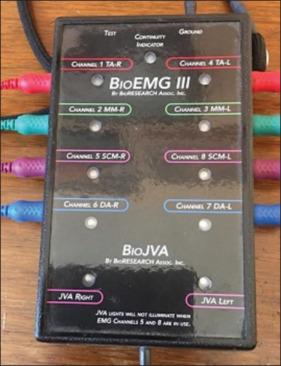 TEST CONTINUITY INDICATOR GROUND
CHANNEL 1 TA-R CHANNEL 4 TA-L
BIOEMG III
BY BIORESEARCH ASSOC. INC.
CHANNEL 2 MM-R CHANNEL 3 MM-L
CHANNEL 5 SCM-R CHANNEL 8 SCM-L
CHANNEL 6 DA-R CHANNEL 7 DA-L
BIOJVA
BY BIORESEARCH ASSOC. INC.
JVA RIGHT JVA LEFT
JVA LIGHTS WILL NOT ILLUMINATE WHEN
EMG CHANNELS 5 AND 8 ARE IN USE.